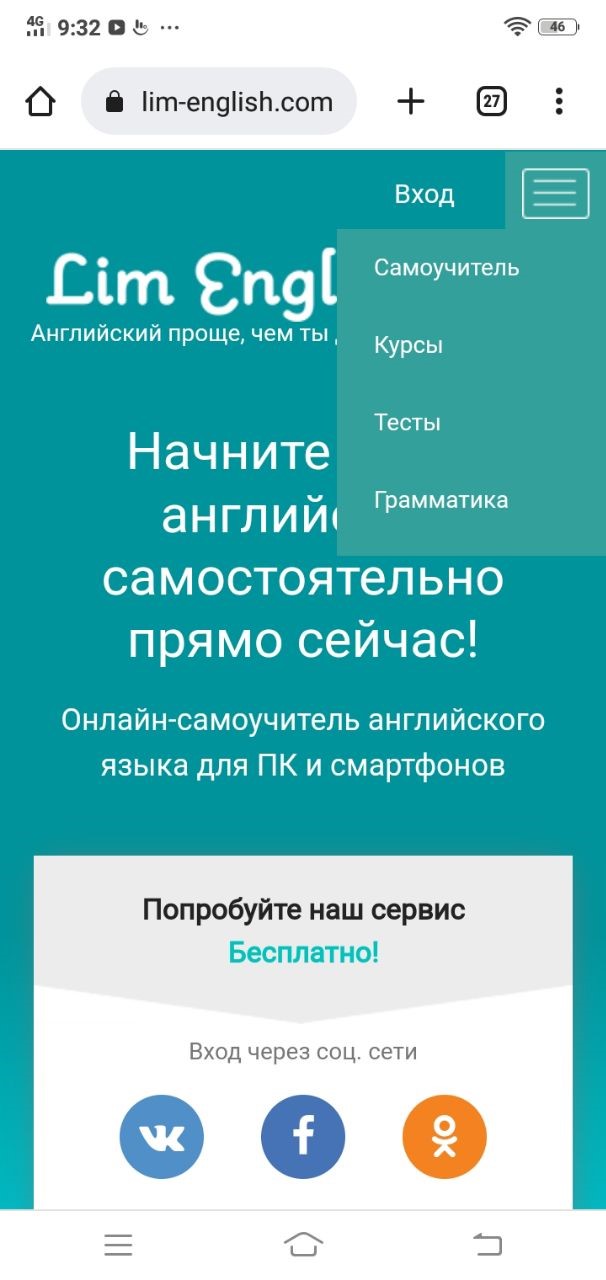 4G 9:32 46
lim-english.com 27
Вход
Самоучитель
Lim Engl
Английский проще, чем ты
Курсы
Тесты
Грамматика
Начните
англий
самостоятельно
прямо сейчас!
Онлайн-самоучитель английского
языка для ПК и смартфонов
Попробуйте наш сервис
Бесплатно!
Вход через соц. сети